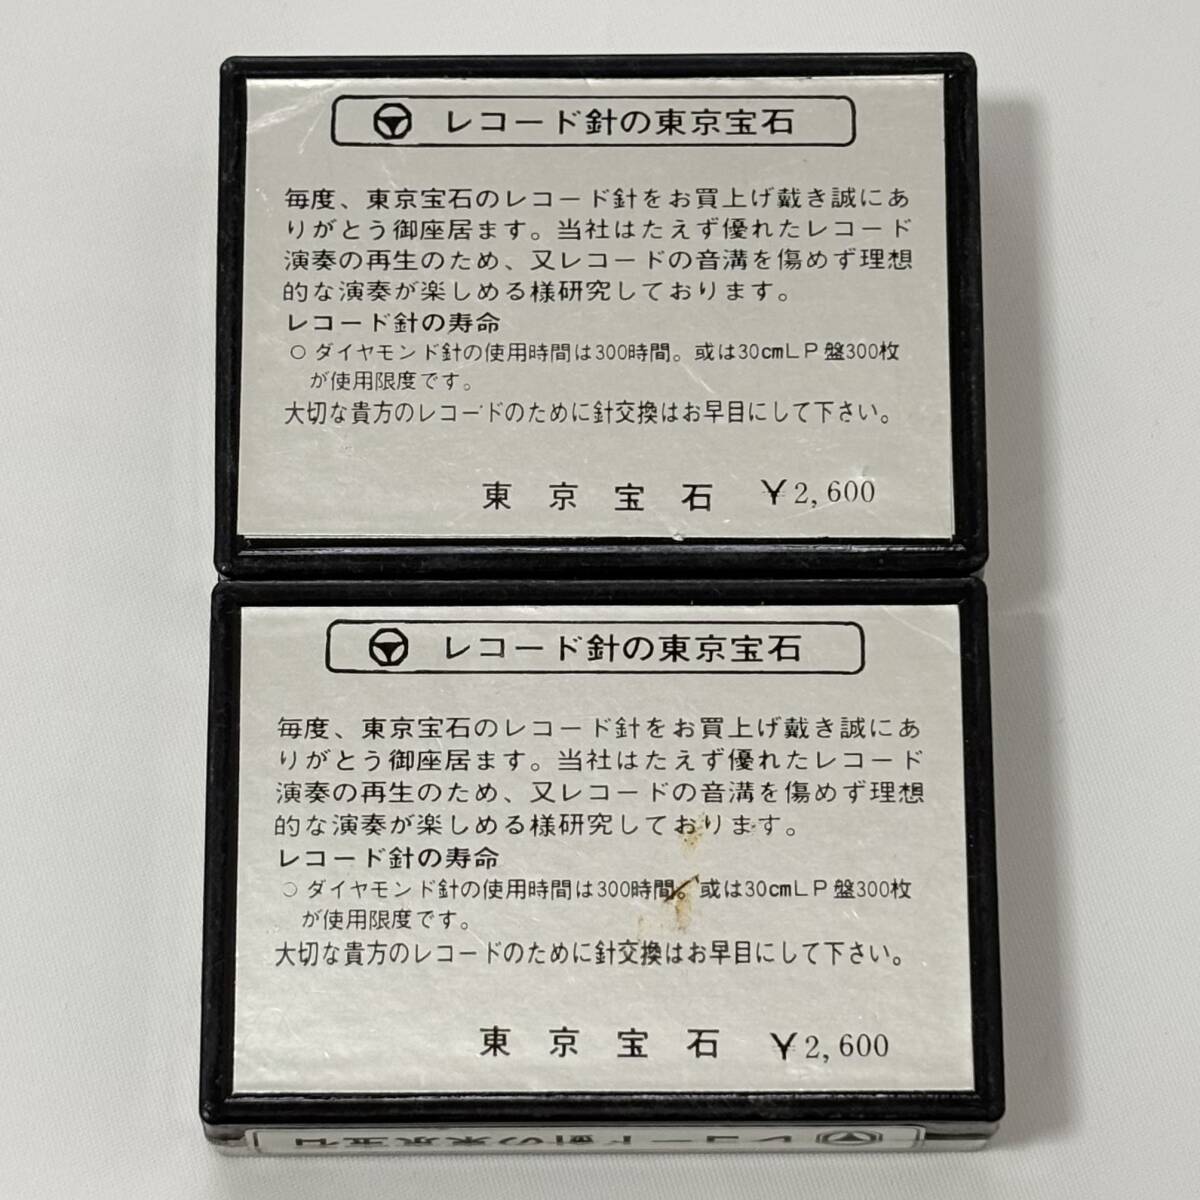 レコード針の東京宝石
毎度、東京宝石のレコード針をお買上げ戴き誠にあ
りがとう御座居ます。当社はたえず優れたレコード
演奏の再生のため、又レコードの音溝を傷めず理想
的な演奏が楽しめる様研究しております。
レコード針の寿命
○ ダイヤモンド針の使用時間は300時間。或は30cmLP盤300枚
が使用限度です。
大切な貴方のレコードのために針交換はお早目にして下さい。
東京宝石 ¥2,600
レコード針の東京宝石
毎度、東京宝石のレコード針をお買上げ戴き誠にあ
りがとう御座居ます。当社はたえず優れたレコード
演奏の再生のため、又レコードの音溝を傷めず理想
的な演奏が楽しめる様研究しております。
レコード針の寿命
○ ダイヤモンド針の使用時間は300時間。或は30cmLP盤300枚
が使用限度です。
大切な貴方のレコードのために針交換はお早目にして下さい。
東京宝石 ¥2,600
レコード針の東京宝石